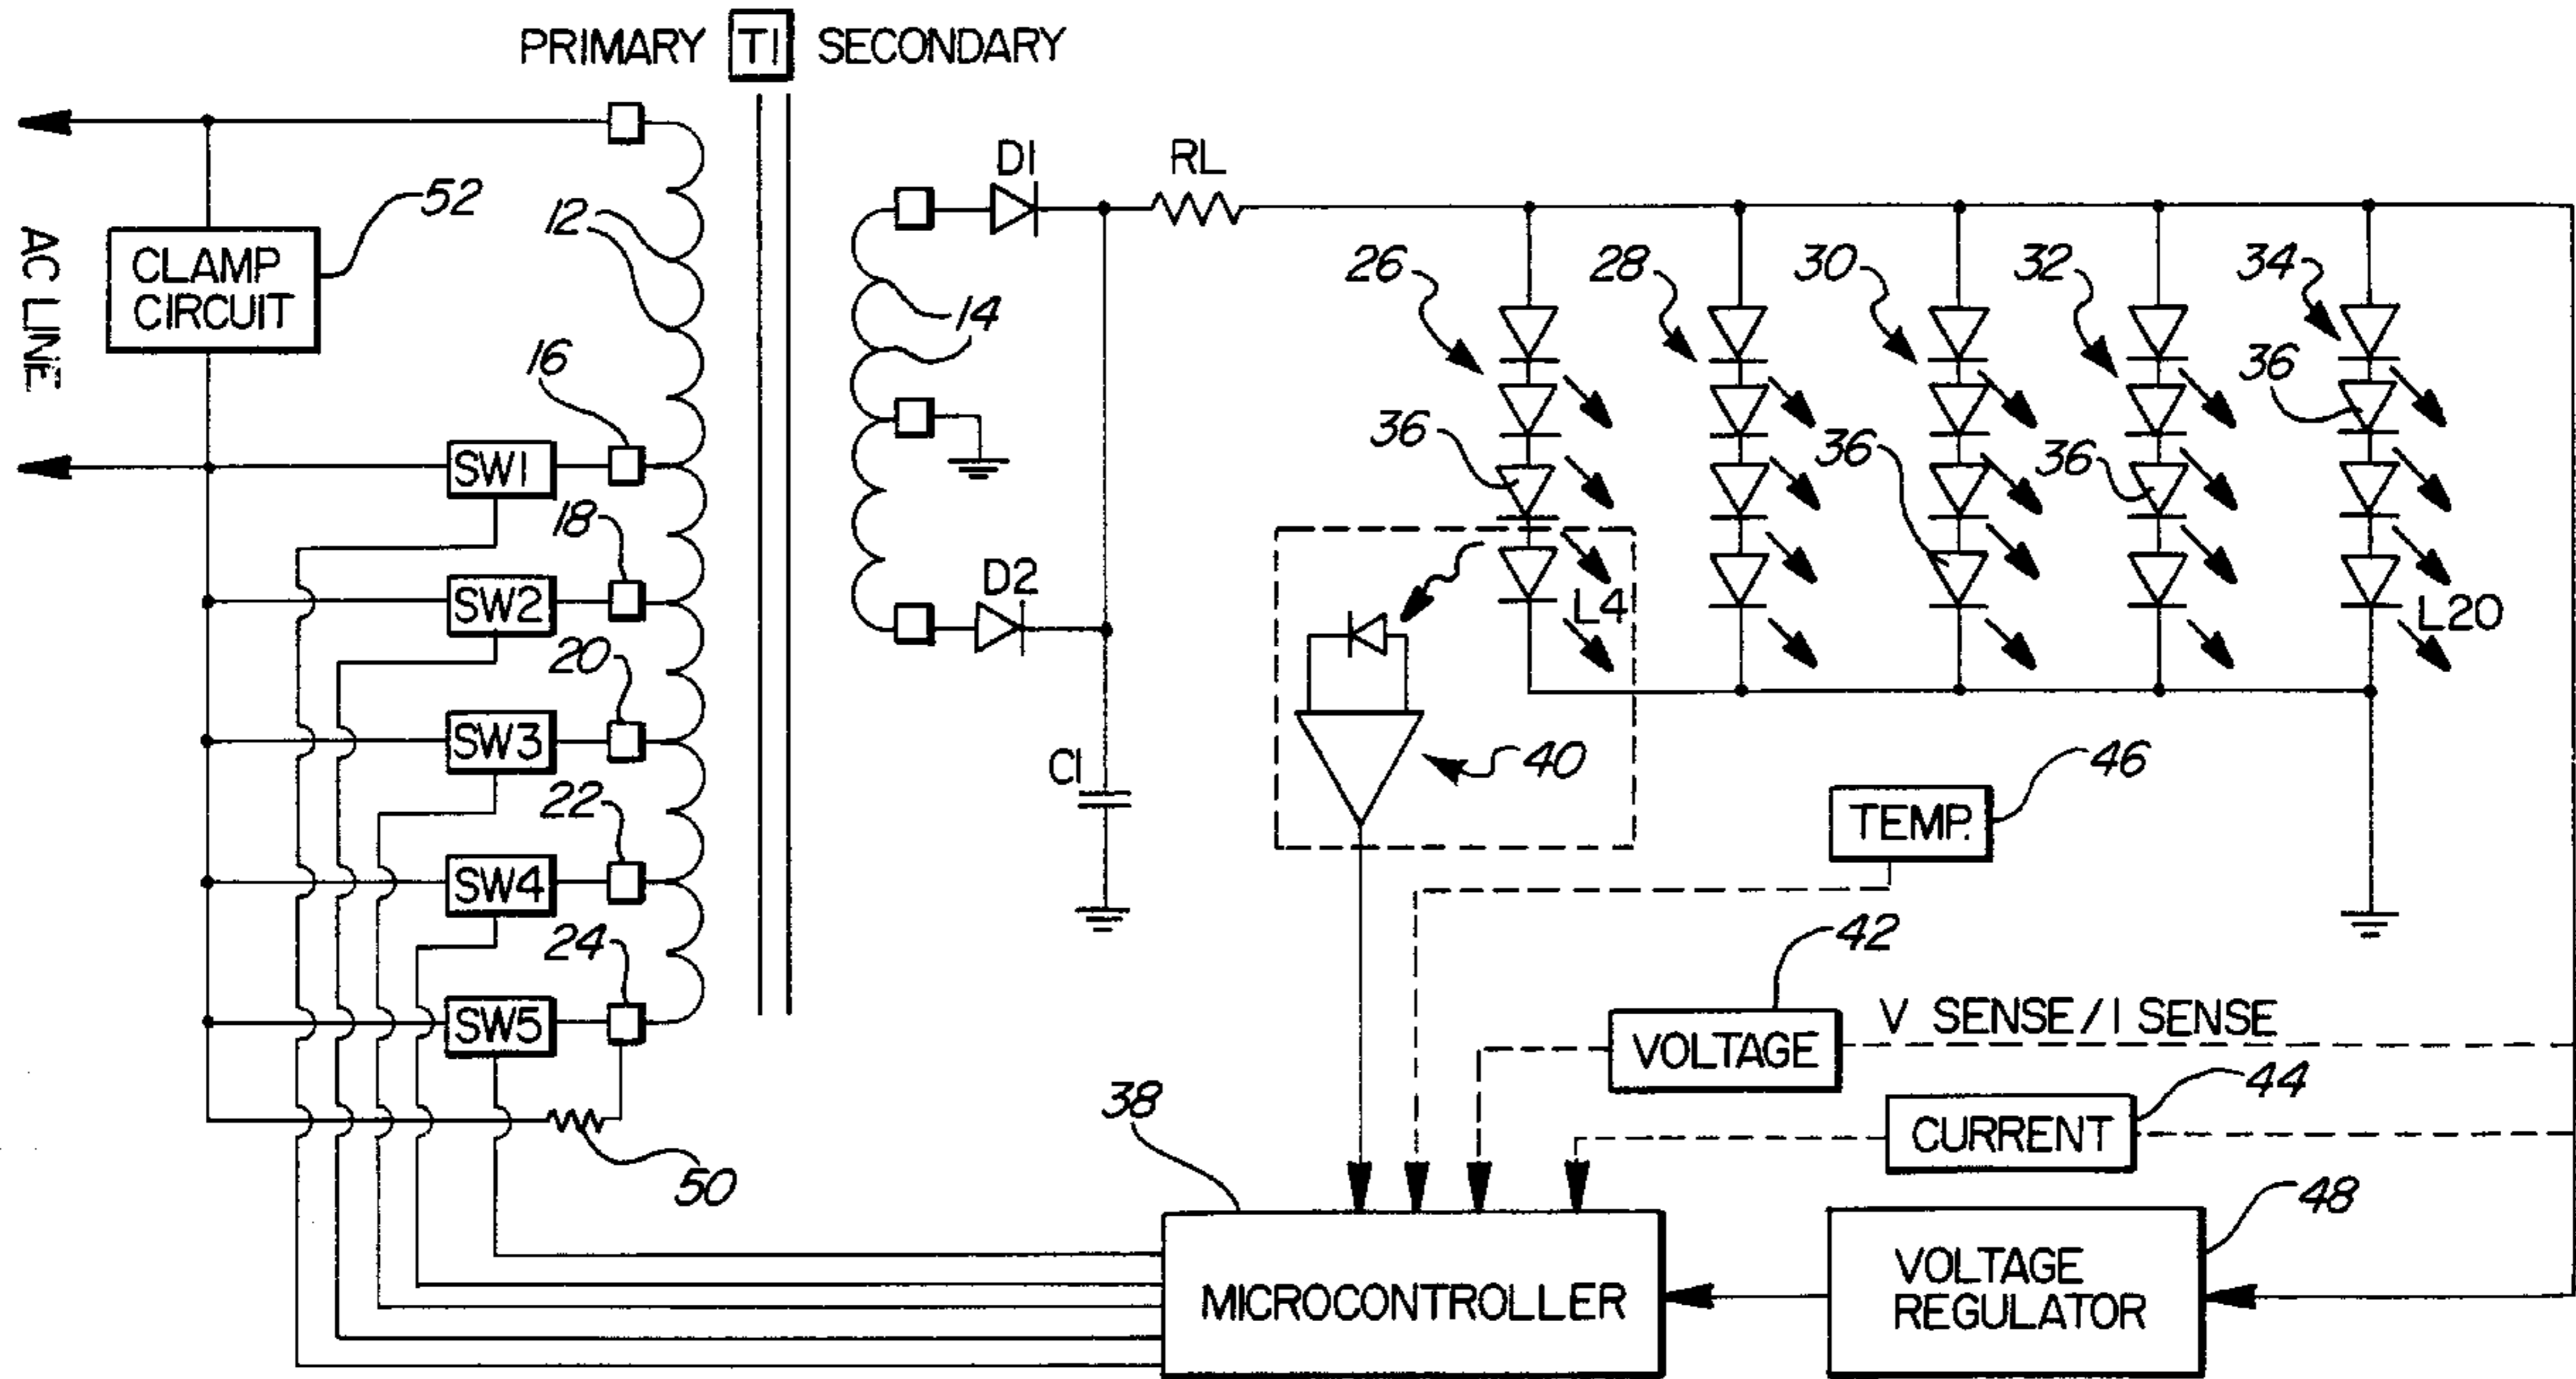 PRIMARY T1 SECONDARY
AC LINE
CLAMP
CIRCUIT
52
12
16
SW1
18
SW2
20
SW3
22
SW4
24
SW5
50
14
D1
RL
D2
C1
26
28
30
32
34
36
36
36
36
L4
L20
40
TEMP.
46
42
VOLTAGE
V SENSE/I SENSE
44
CURRENT
38
MICROCONTROLLER
48
VOLTAGE
REGULATOR